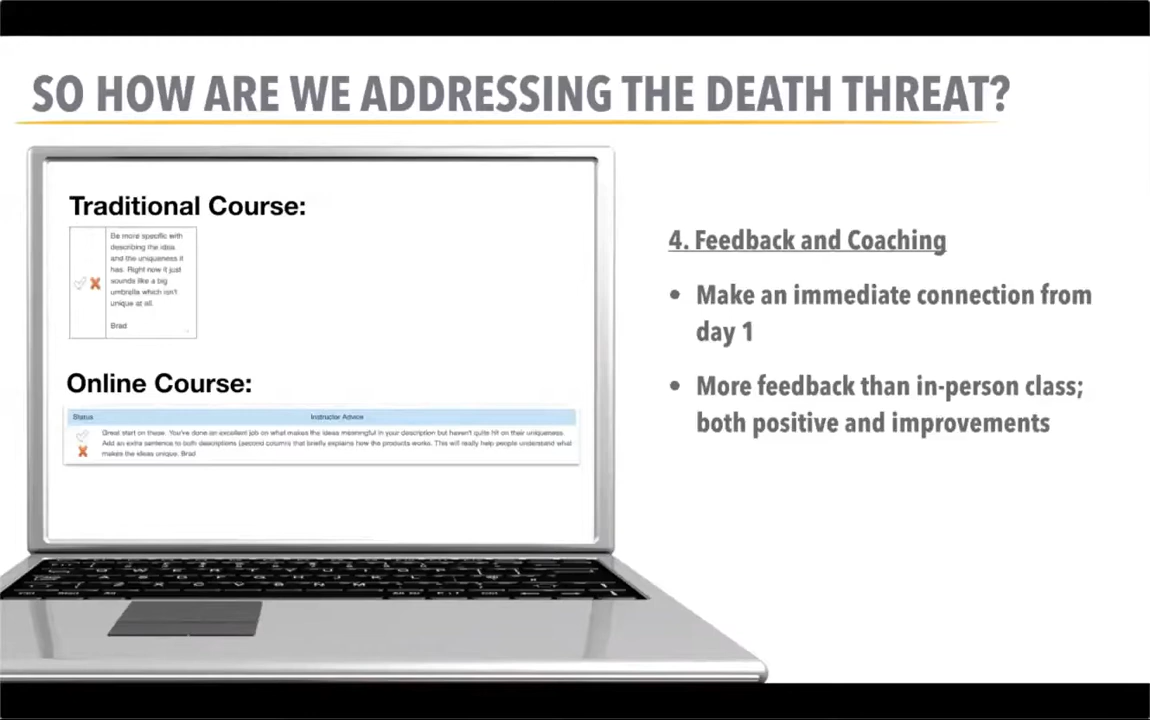 SO HOW ARE WE ADDRESSING THE DEATH THREAT?
Traditional Course:
Be more specific with
describing the idea
and the uniqueness it
has. Right now it just
sounds like a big
umbrella which isn't
unique at all.
Brad
Online Course:
Status Instructor Advice
Great start on these. You've done an excellent job on what makes the ideas meaningful in your description but haven't quite hit on their uniqueness.
Add an extra sentence to both descriptions (second column) that briefly explains how the products works. This will really help people understand what
makes the ideas unique. Brad
4. Feedback and Coaching
• Make an immediate connection from
day 1
• More feedback than in-person class;
both positive and improvements